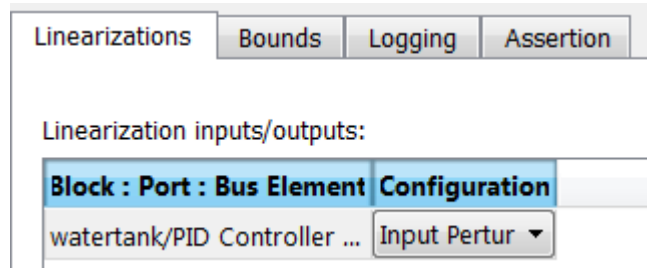 Linearizations Bounds Logging Assertion
Linearization inputs/outputs:
Block : Port : Bus Element Configuration
watertank/PID Controller ... Input Pertur